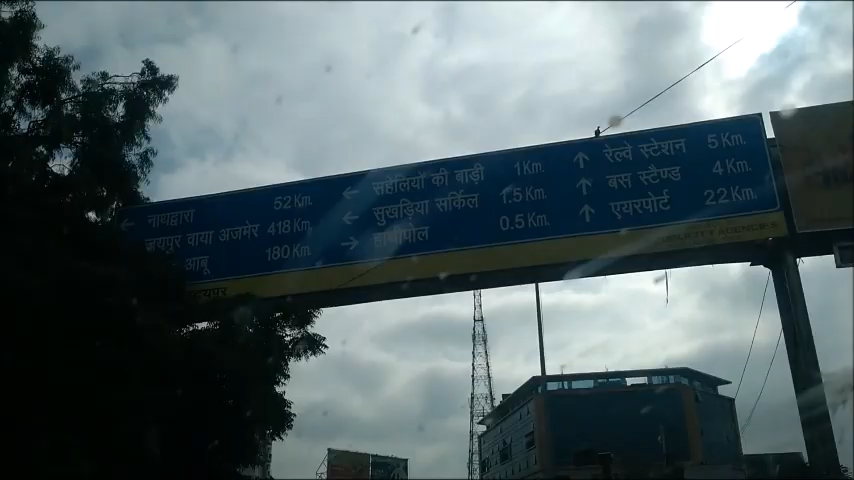 ← नाथद्वारा 52 Km.
जयपुर वाया अजमेर 418 Km.
आबू 180 Km.
← सहेलियों की बाड़ी 1 Km.
← सुखड़िया सर्किल 1.5 Km.
→ हाथीपोल 0.5 Km.
↑ रेल्वे स्टेशन 5 Km.
↑ बस स्टेण्ड 4 Km.
↑ एयरपोर्ट 22 Km.